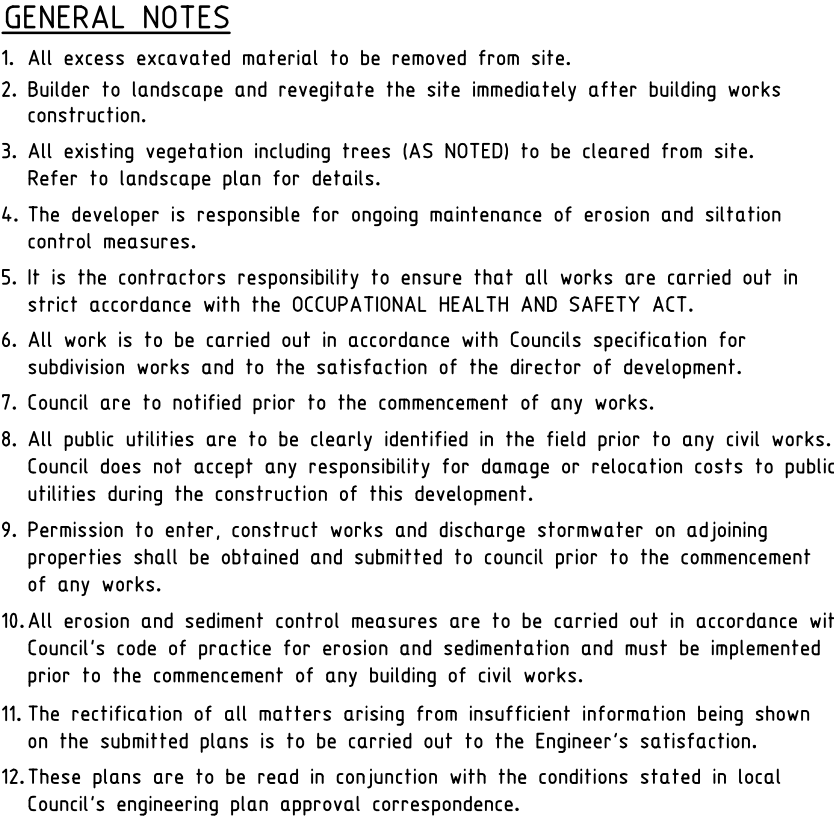 GENERAL NOTES
1. All excess excavated material to be removed from site.
2. Builder to landscape and revegitate the site immediately after building works
construction.
3. All existing vegetation including trees (AS NOTED) to be cleared from site.
Refer to landscape plan for details.
4. The developer is responsible for ongoing maintenance of erosion and siltation
control measures.
5. It is the contractors responsibility to ensure that all works are carried out in
strict accordance with the OCCUPATIONAL HEALTH AND SAFETY ACT.
6. All work is to be carried out in accordance with Councils specification for
subdivision works and to the satisfaction of the director of development.
7. Council are to notified prior to the commencement of any works.
8. All public utilities are to be clearly identified in the field prior to any civil works.
Council does not accept any responsibility for damage or relocation costs to public
utilities during the construction of this development.
9. Permission to enter, construct works and discharge stormwater on adjoining
properties shall be obtained and submitted to council prior to the commencement
of any works.
10. All erosion and sediment control measures are to be carried out in accordance wit
Council's code of practice for erosion and sedimentation and must be implemented
prior to the commencement of any building of civil works.
11. The rectification of all matters arising from insufficient information being shown
on the submitted plans is to be carried out to the Engineer's satisfaction.
12. These plans are to be read in conjunction with the conditions stated in local
Council's engineering plan approval correspondence.